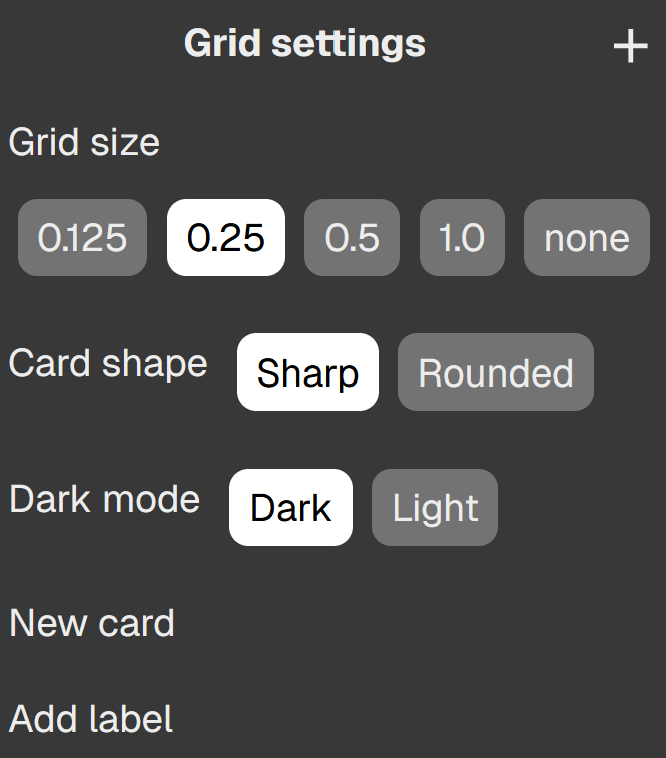 Grid settings +
Grid size
0.125 0.25 0.5 1.0 none
Card shape Sharp Rounded
Dark mode Dark Light
New card
Add label